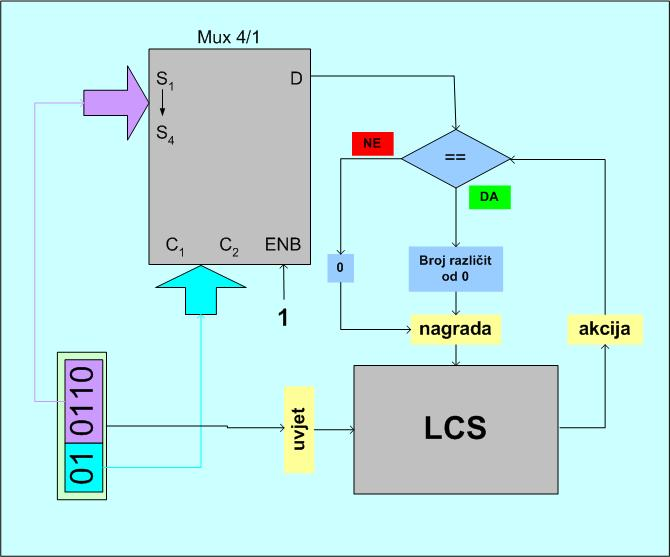 Mux 4/1
S1
D
S4
NE
==
DA
C1 C2 ENB
0
Broj različit
od 0
1
nagrada
akcija
01 0110
uvjet
LCS